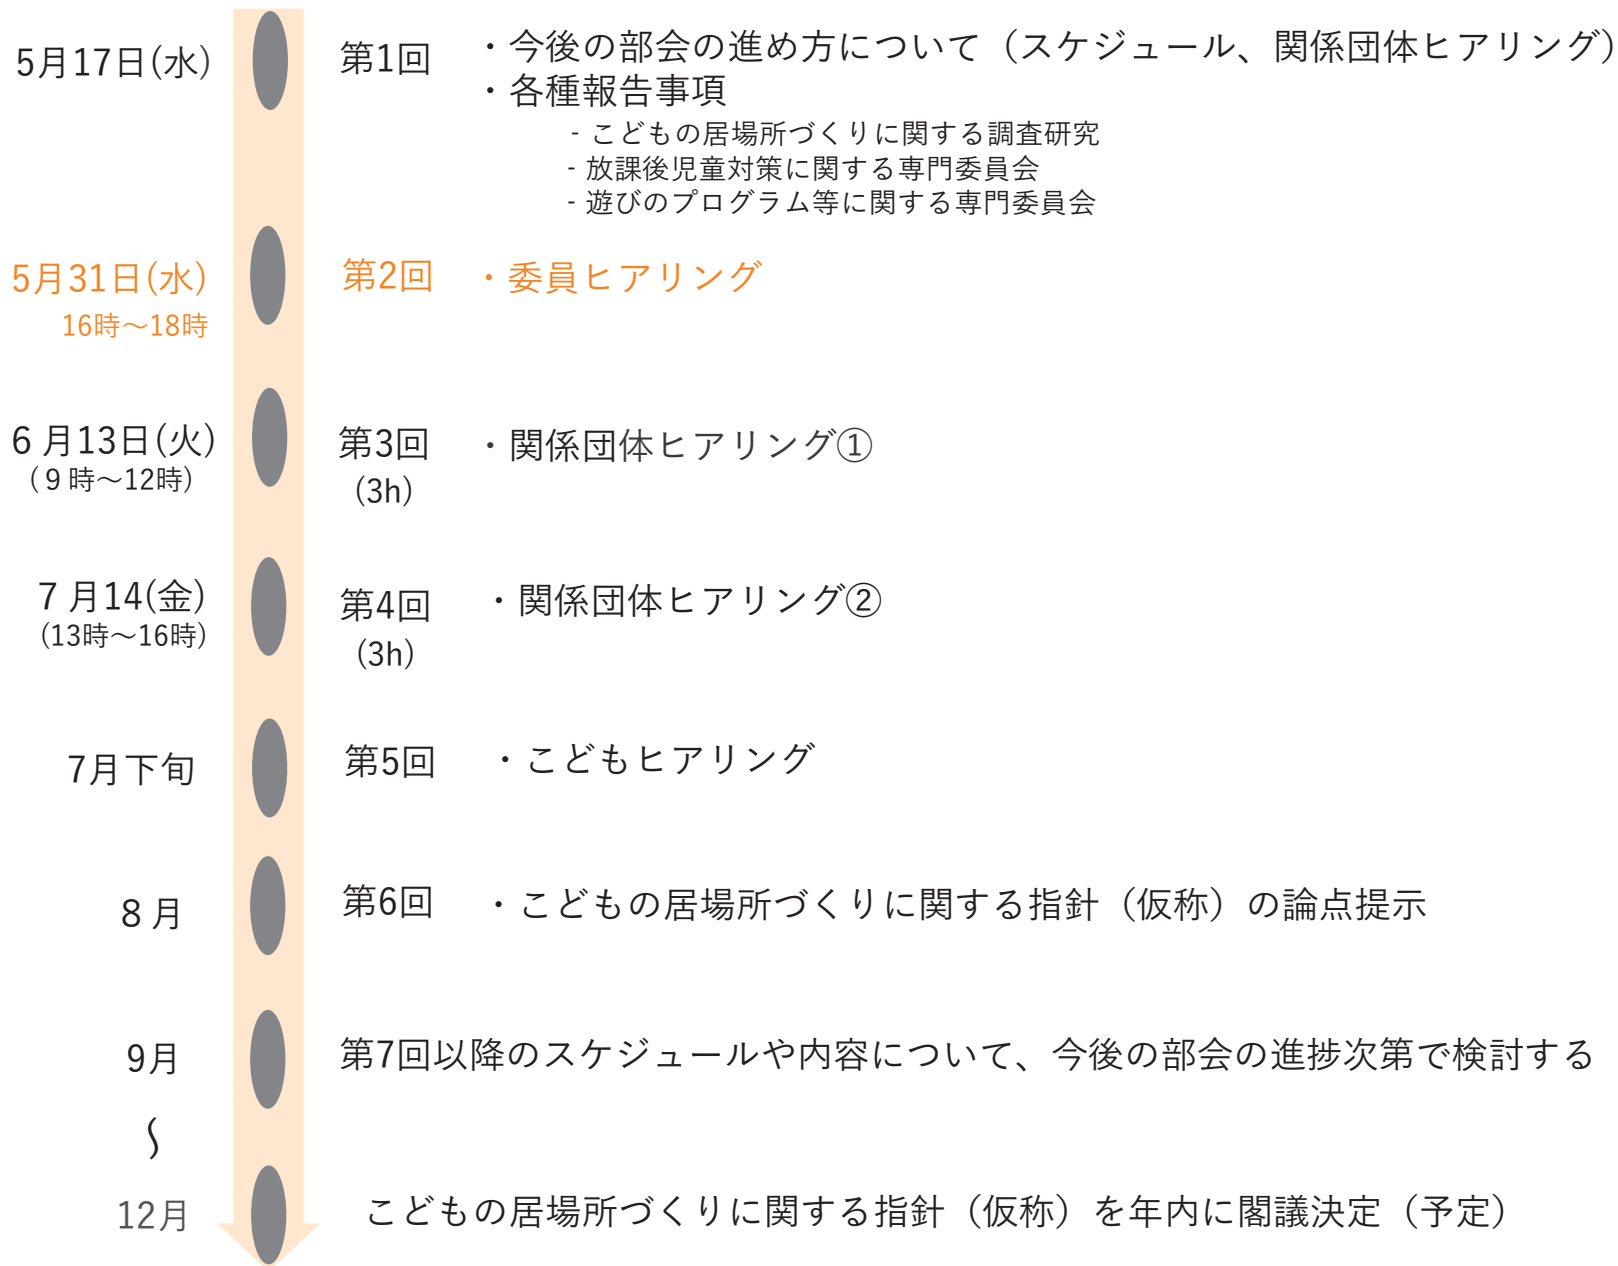 5月17日(水)
第1回
・今後の部会の進め方について（スケジュール、関係団体ヒアリング）
・各種報告事項
- こどもの居場所づくりに関する調査研究
- 放課後児童対策に関する専門委員会
- 遊びのプログラム等に関する専門委員会
5月31日(水)
16時～18時
第2回
・委員ヒアリング
6月13日(火)
(９時～12時)
第3回
(3h)
・関係団体ヒアリング①
7月14(金)
(13時～16時)
第4回
(3h)
・関係団体ヒアリング②
7月下旬
第5回
・こどもヒアリング
8月
第6回
・こどもの居場所づくりに関する指針（仮称）の論点提示
9月
第7回以降のスケジュールや内容について、今後の部会の進捗次第で検討する
～
12月
こどもの居場所づくりに関する指針（仮称）を年内に閣議決定（予定）